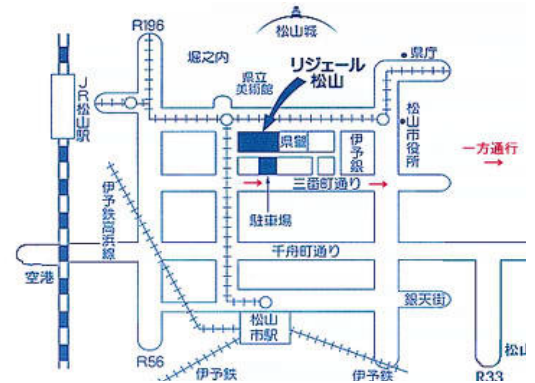 R196
松山城
堀之内
リジェール
松山
県庁
県立
美術館
JR松山駅
県警
伊予銀
松山市役所
一方通行
三番町通り
伊予鉄高浜線
駐車場
千舟町通り
空港
銀天街
松山
市駅
R56
伊予鉄
伊予鉄
R33
松山